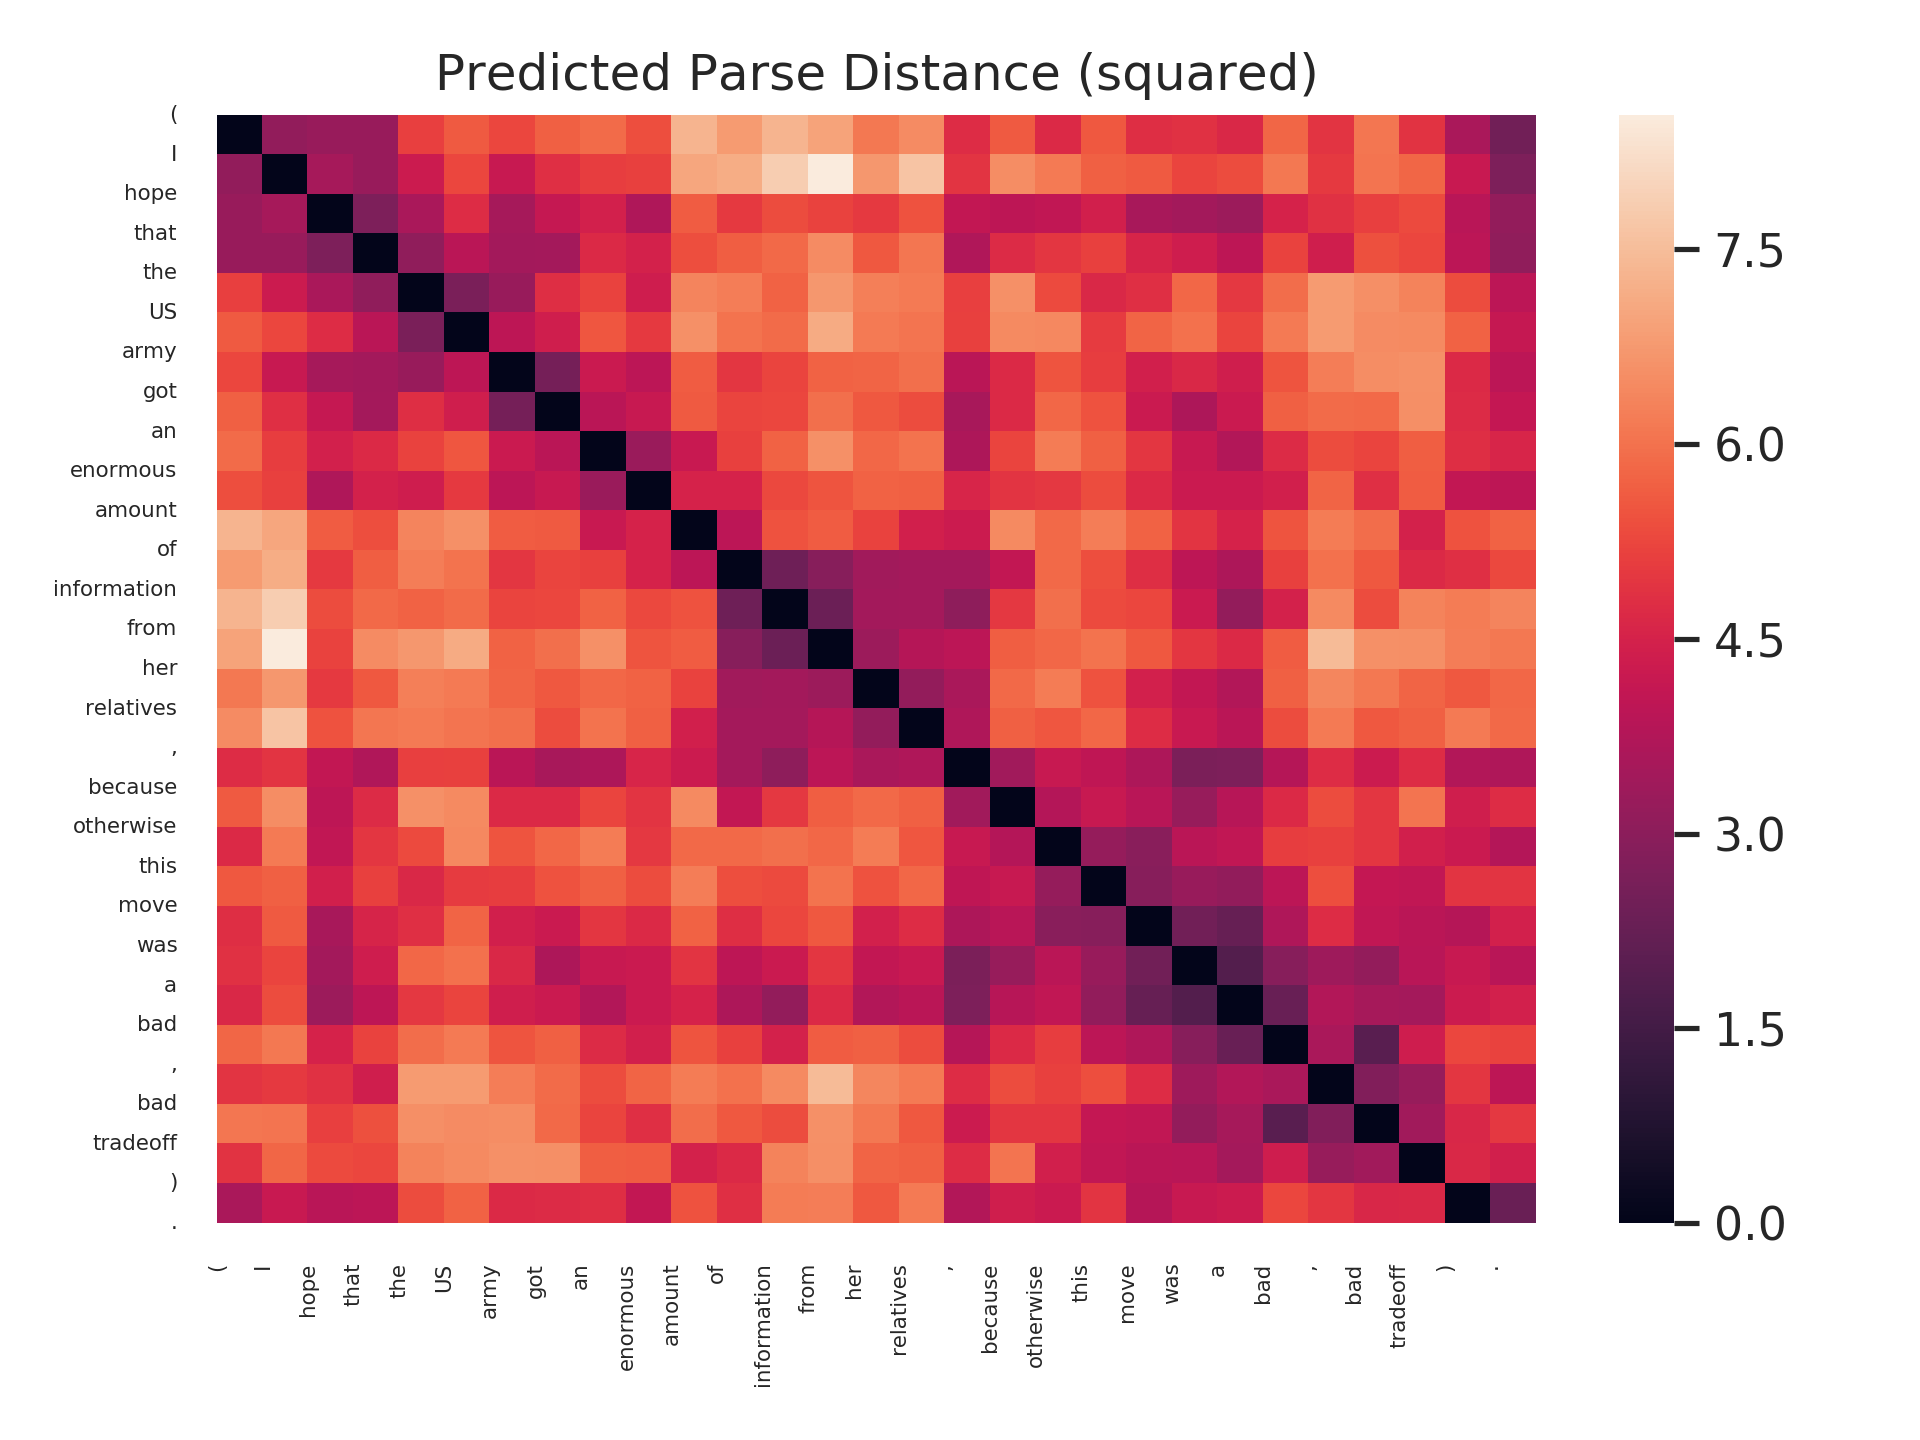 Predicted Parse Distance (squared)
(
I
hope
that
the
US
army
got
an
enormous
amount
of
information
from
her
relatives
,
because
otherwise
this
move
was
a
bad
,
bad
tradeoff
)
.
7.5
6.0
4.5
3.0
1.5
0.0
(
I
hope
that
the
US
army
got
an
enormous
amount
of
information
from
her
relatives
,
because
otherwise
this
move
was
a
bad
,
bad
tradeoff
)
.